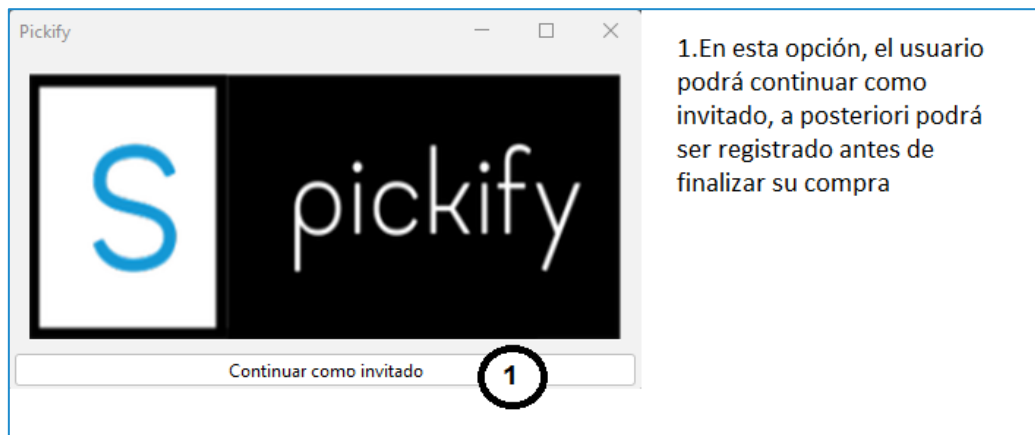 Pickify
S pickify
Continuar como invitado
1
1.En esta opción, el usuario
podrá continuar como
invitado, a posteriori podrá
ser registrado antes de
finalizar su compra